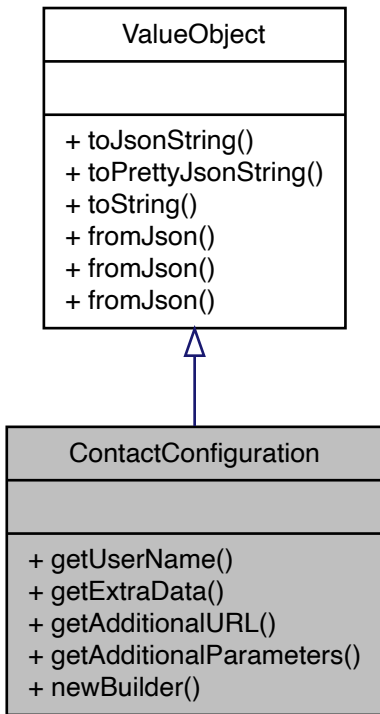 ValueObject
+ toJsonString()
+ toPrettyJsonString()
+ toString()
+ fromJson()
+ fromJson()
+ fromJson()
ContactConfiguration
+ getUserName()
+ getExtraData()
+ getAdditionalURL()
+ getAdditionalParameters()
+ newBuilder()